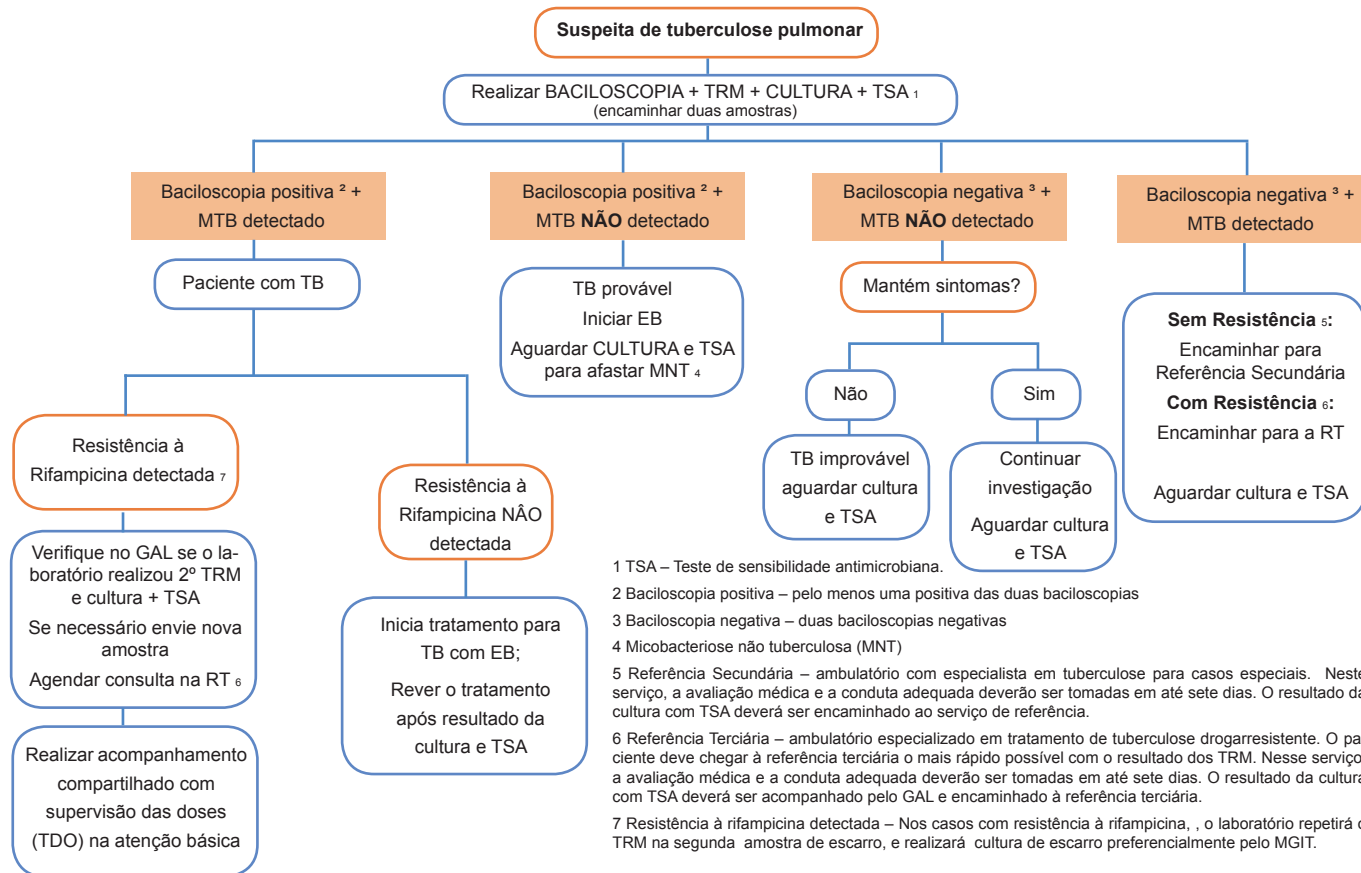 Suspeita de tuberculose pulmonar
Realizar BACILOSCOPIA + TRM + CULTURA + TSA 1
(encaminhar duas amostras)
Baciloscopia positiva ² +
MTB detectado
Paciente com TB
Resistência à
Rifampicina detectada 7
Verifique no GAL se o la-
boratório realizou 2º TRM
e cultura + TSA
Se necessário envie nova
amostra
Agendar consulta na RT 6
Realizar acompanhamento
compartilhado com
supervisão das doses
(TDO) na atenção básica
Resistência à
Rifampicina NÂO
detectada
Inicia tratamento para
TB com EB;
Rever o tratamento
após resultado da
cultura e TSA
Baciloscopia positiva ² +
MTB NÃO detectado
TB provável
Iniciar EB
Aguardar CULTURA e TSA
para afastar MNT 4
Baciloscopia negativa ³ +
MTB NÃO detectado
Mantém sintomas?
Não
TB improvável
aguardar cultura
e TSA
Sim
Continuar
investigação
Aguardar cultura
e TSA
Baciloscopia negativa ³ +
MTB detectado
Sem Resistência 5:
Encaminhar para
Referência Secundária
Com Resistência 6:
Encaminhar para a RT
Aguardar cultura e TSA
1 TSA – Teste de sensibilidade antimicrobiana.
2 Baciloscopia positiva – pelo menos uma positiva das duas baciloscopias
3 Baciloscopia negativa – duas baciloscopias negativas
4 Micobacteriose não tuberculosa (MNT)
5 Referência Secundária – ambulatório com especialista em tuberculose para casos especiais. Neste
serviço, a avaliação médica e a conduta adequada deverão ser tomadas em até sete dias. O resultado da
cultura com TSA deverá ser encaminhado ao serviço de referência.
6 Referência Terciária – ambulatório especializado em tratamento de tuberculose drogarresistente. O pa
ciente deve chegar à referência terciária o mais rápido possível com o resultado dos TRM. Nesse serviço
a avaliação médica e a conduta adequada deverão ser tomadas em até sete dias. O resultado da cultura
com TSA deverá ser acompanhado pelo GAL e encaminhado à referência terciária.
7 Resistência à rifampicina detectada – Nos casos com resistência à rifampicina, , o laboratório repetirá
TRM na segunda amostra de escarro, e realizará cultura de escarro preferencialmente pelo MGIT.